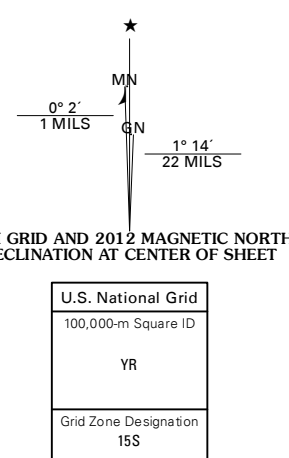 ★
MN
0° 2´
1 MILS
GN
1° 14´
22 MILS
GRID AND 2012 MAGNETIC NORTH
ECLINATION AT CENTER OF SHEET
U.S. National Grid
100,000-m Square ID
YR
Grid Zone Designation
15S